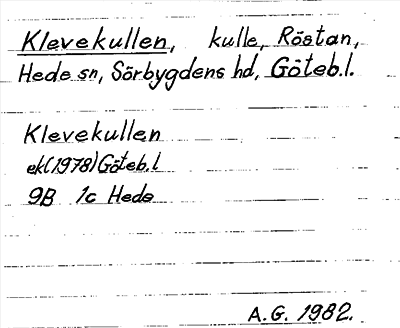 Klevekullen, kulle, Röstan,
Hede sn, Sörbygdens hd, Göteb.l.
Klevekullen
ek(1978)Göteb.l
9B 1c Hede
A.G. 1982.